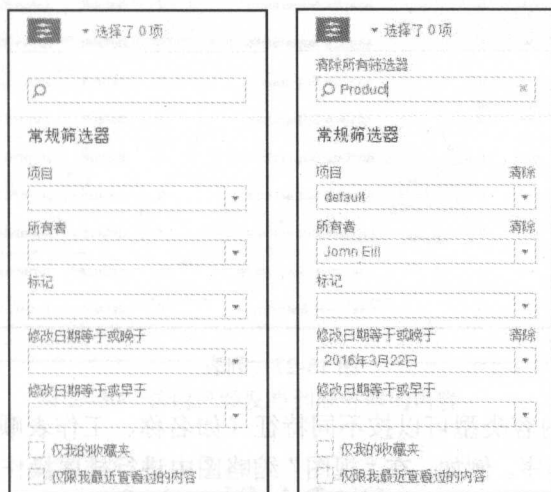 选择了 0 项
常规筛选器
项目
所有者
标记
修改日期等于或晚于
修改日期等于或早于
仅我的收藏夹
仅限我最近查看过的内容
选择了 0 项
清除所有筛选器
Product
常规筛选器
项目 清除
default
所有者 清除
Jomn Eill
标记
修改日期等于或晚于 清除
2016年3月22日
修改日期等于或早于
仅我的收藏夹
仅限我最近查看过的内容